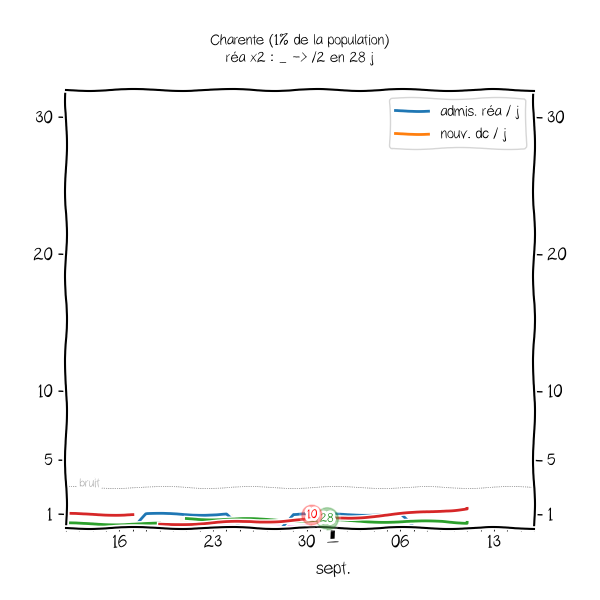 Charente (1% de la population)
réa x2 : _ -> /2 en 28 j
admis. réa / j
nouv. dc / j
30 30
20 20
10 10
5 5
bruit
1 1
10 28
16 23 30 06 13
sept.